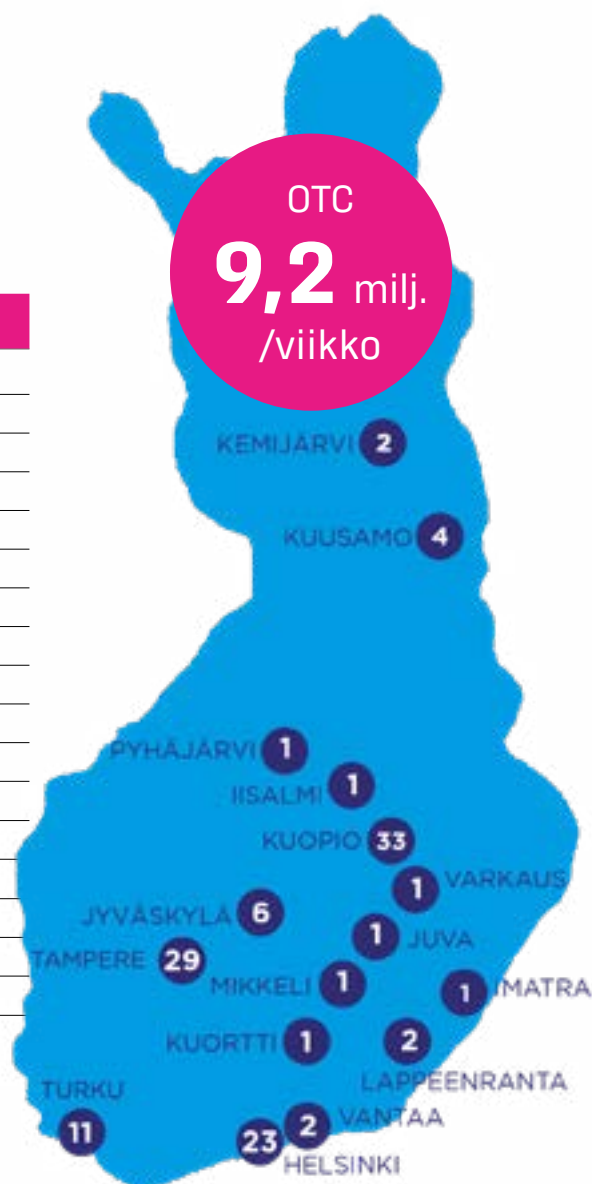 OTC
9,2 milj.
/viikko
KEMIJÄRVI 2
KUUSAMO 4
PYHÄJÄRVI 1
IISALMI 1
KUOPIO 33
1 VARKAUS
JYVÄSKYLÄ 6
1 JUVA
TAMPERE 29
MIKKELI 1
1 IMATRA
KUORTTI 1
2
LAPPEENRANTA
TURKU
11
2 VANTAA
23
HELSINKI